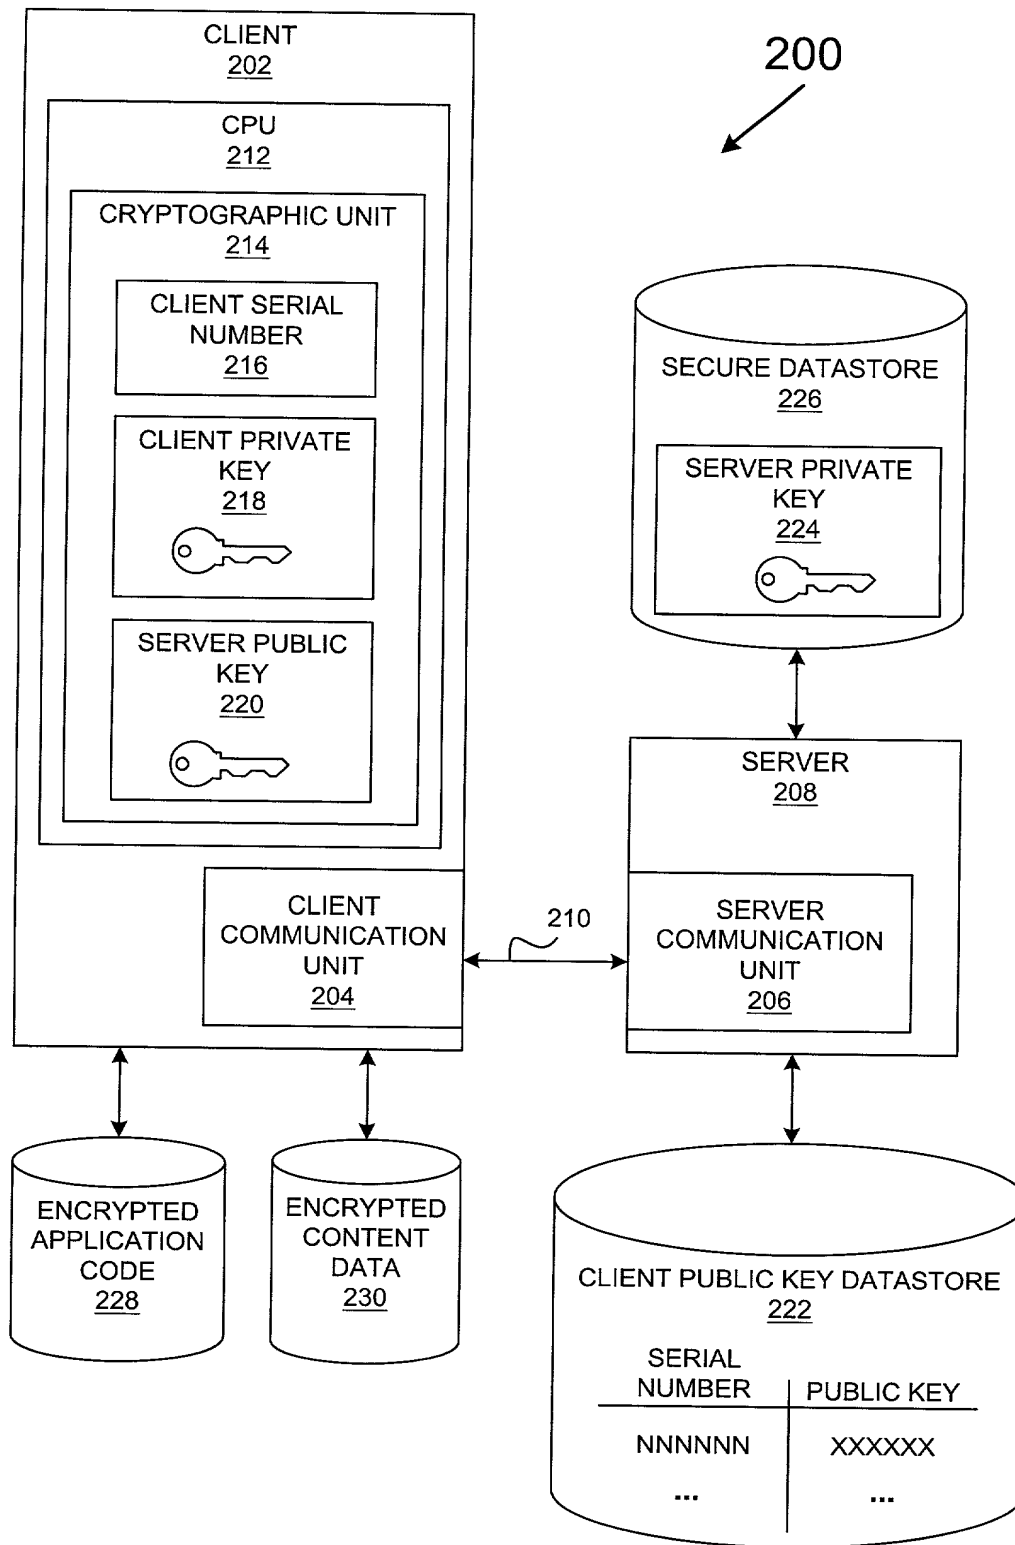 200
CLIENT
202
CPU
212
CRYPTOGRAPHIC UNIT
214
CLIENT SERIAL
NUMBER
216
CLIENT PRIVATE
KEY
218
SERVER PUBLIC
KEY
220
CLIENT
COMMUNICATION
UNIT
204
210
SECURE DATASTORE
226
SERVER PRIVATE
KEY
224
SERVER
208
SERVER
COMMUNICATION
UNIT
206
ENCRYPTED
APPLICATION
CODE
228
ENCRYPTED
CONTENT
DATA
230
CLIENT PUBLIC KEY DATASTORE
222
SERIAL
NUMBER
PUBLIC KEY
NNNNNN
XXXXXX
...
...